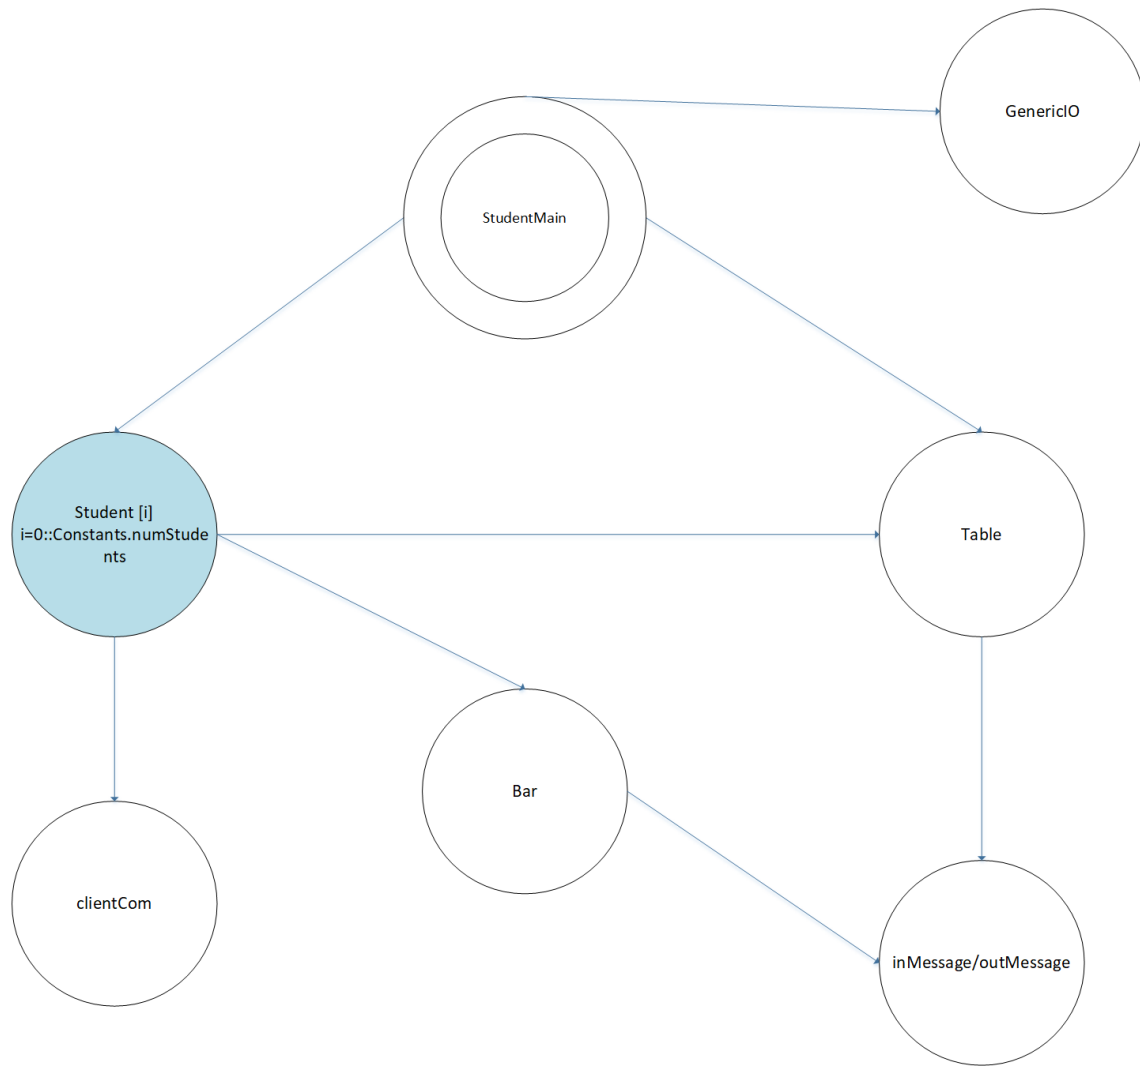 GenericIO
StudentMain
Student [i]
i=0::Constants.numStude
nts
Table
Bar
clientCom
inMessage/outMessage